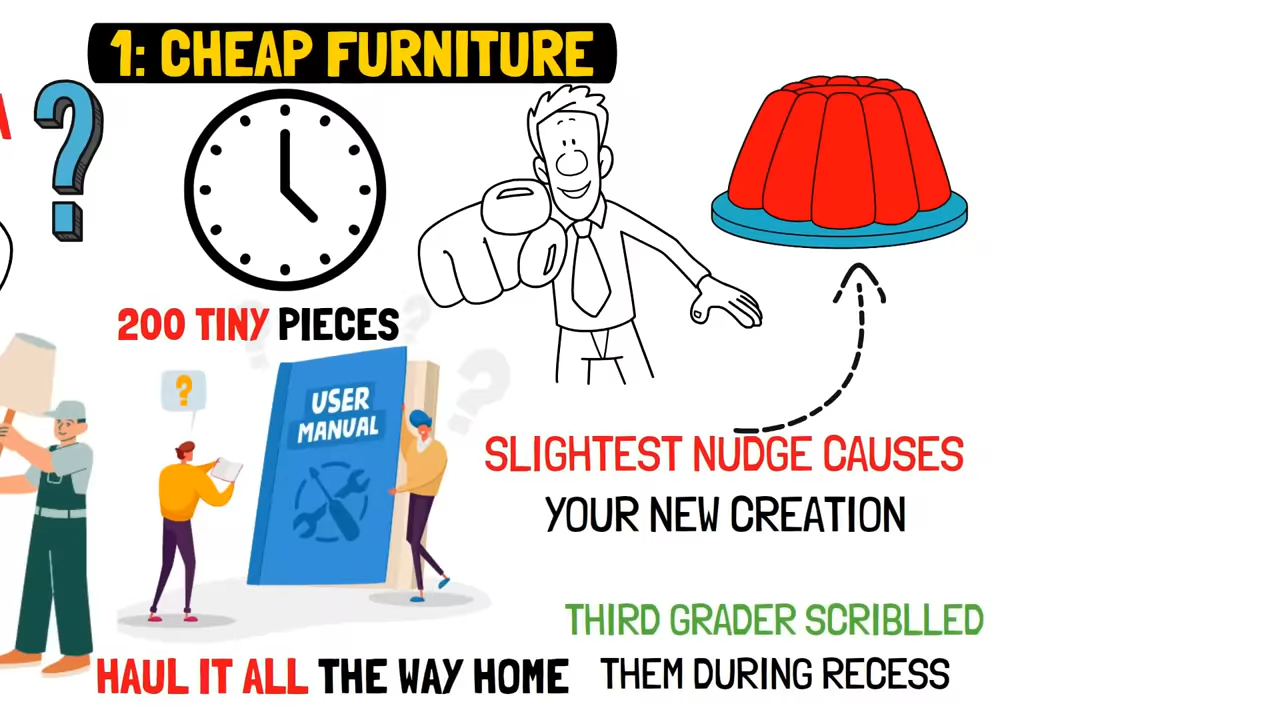 1: CHEAP FURNITURE
200 TINY PIECES
?
USER
MANUAL
SLIGHTEST NUDGE CAUSES
YOUR NEW CREATION
THIRD GRADER SCRIBLLED
THEM DURING RECESS
HAUL IT ALL THE WAY HOME